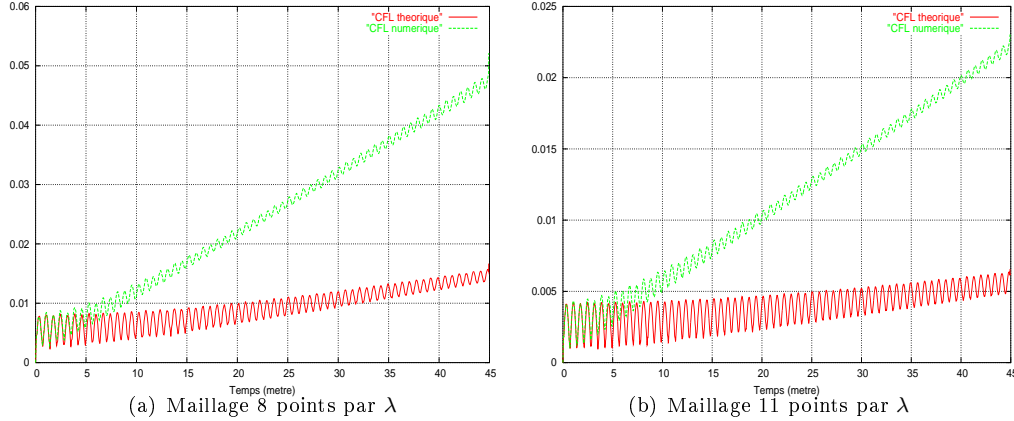 0.06
0.05
0.04
0.03
0.02
0.01
0
0 5 10 15 20 25 30 35 40 45
"CFL theorique"
"CFL numerique"
Temps (metre)
(a) Maillage 8 points par λ
0.025
0.02
0.015
0.01
0.005
0
0 5 10 15 20 25 30 35 40 45
"CFL theorique"
"CFL numerique"
Temps (metre)
(b) Maillage 11 points par λ